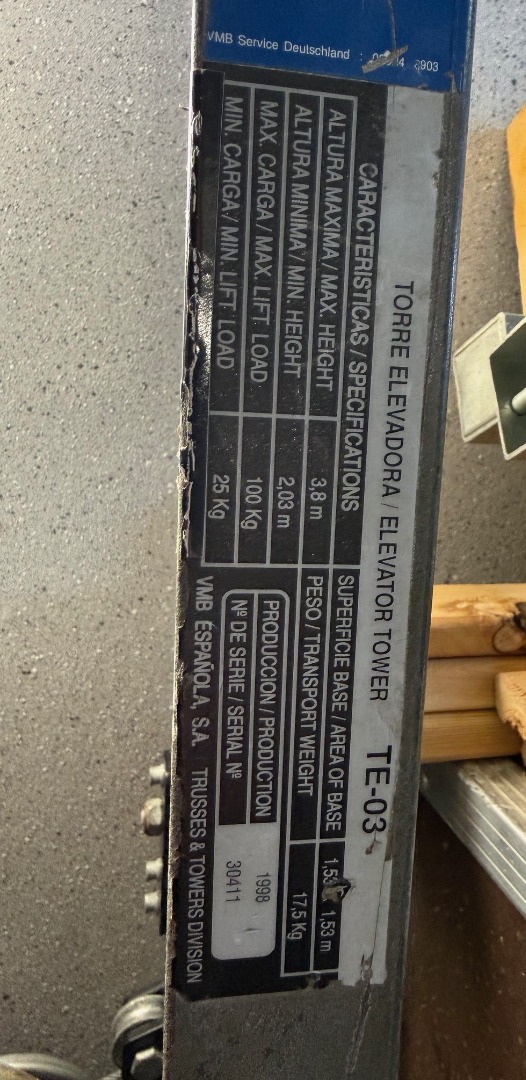 VMB Service Deutschland :
TORRE ELEVADORA / ELEVATOR TOWER TE-03
CARACTERISTICAS / SPECIFICATIONS
ALTURA MAXIMA / MAX. HEIGHT 3,8 m
ALTURA MINIMA / MIN. HEIGHT 2,03 m
MAX. CARGA / MAX. LIFT. LOAD 100 Kg
MIN. CARGA / MIN. LIFT. LOAD 25 Kg
SUPERFICIE BASE / AREA OF BASE 1,53 m
PESO / TRANSPORT WEIGHT 17,5 Kg
PRODUCCION / PRODUCTION 1998
Nº DE SERIE / SERIAL Nº 30411
VMB ESPAÑOLA, S.A. TRUSSES & TOWERS DIVISION